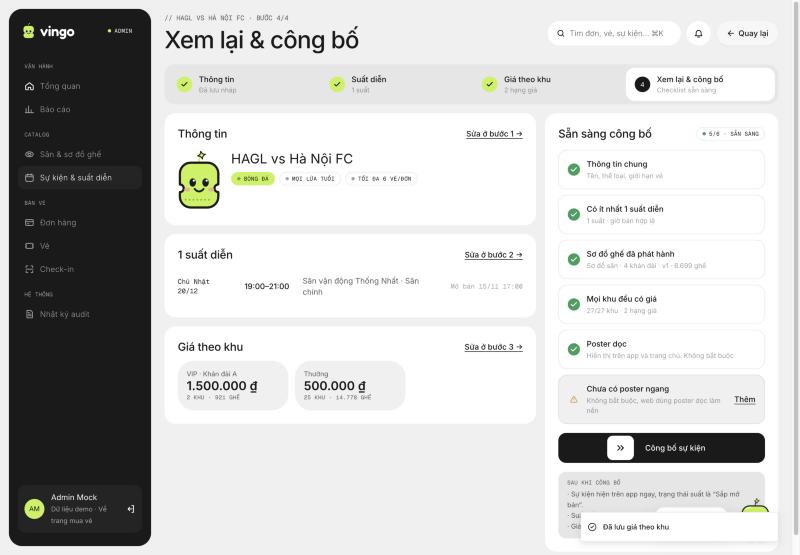 vingo
ADMIN
VẬN HÀNH
Tổng quan
Báo cáo
CATALOG
Sân & sơ đồ ghế
Sự kiện & suất diễn
BÁN VÉ
Đơn hàng
Vé
Check-in
HỆ THỐNG
Nhật ký audit
AM
Admin Mock
Dữ liệu demo · Về
trang mua vé
// HAGL VS HÀ NỘI FC · BƯỚC 4/4
Xem lại & công bố
Tìm đơn, vé, sự kiện... ⌘K
← Quay lại
Thông tin
Đã lưu nháp
Suất diễn
1 suất
Giá theo khu
2 hạng giá
4
Xem lại & công bố
Checklist sẵn sàng
Thông tin
Sửa ở bước 1 →
HAGL vs Hà Nội FC
BÓNG ĐÁ
MỌI LỨA TUỔI
TỐI ĐA 6 VÉ/ĐƠN
1 suất diễn
Sửa ở bước 2 →
Chủ Nhật
20/12
19:00–21:00
Sân vận động Thống Nhất · Sân
chính
Mở bán 15/11 17:00
Giá theo khu
Sửa ở bước 3 →
VIP · Khán đài A
1.500.000 ₫
2 KHU · 921 GHẾ
Thường
500.000 ₫
25 KHU · 14.778 GHẾ
Sẵn sàng công bố
5/6 · SẴN SÀNG
Thông tin chung
Tên, thể loại, giới hạn vé
Có ít nhất 1 suất diễn
1 suất · giờ bán hợp lệ
Sơ đồ ghế đã phát hành
Sơ đồ sân · 4 khán đài · v1 · 6.699 ghế
Mọi khu đều có giá
27/27 khu · 2 hạng giá
Poster dọc
Hiển thị trên app và trang chủ. Không bắt buộc
Chưa có poster ngang
Không bắt buộc, web dùng poster dọc làm
nền
Thêm
Công bố sự kiện
SAU KHI CÔNG BỐ
· Sự kiện hiện trên app ngay, trạng thái suất là “Sắp mở
bán”.
Đã lưu giá theo khu